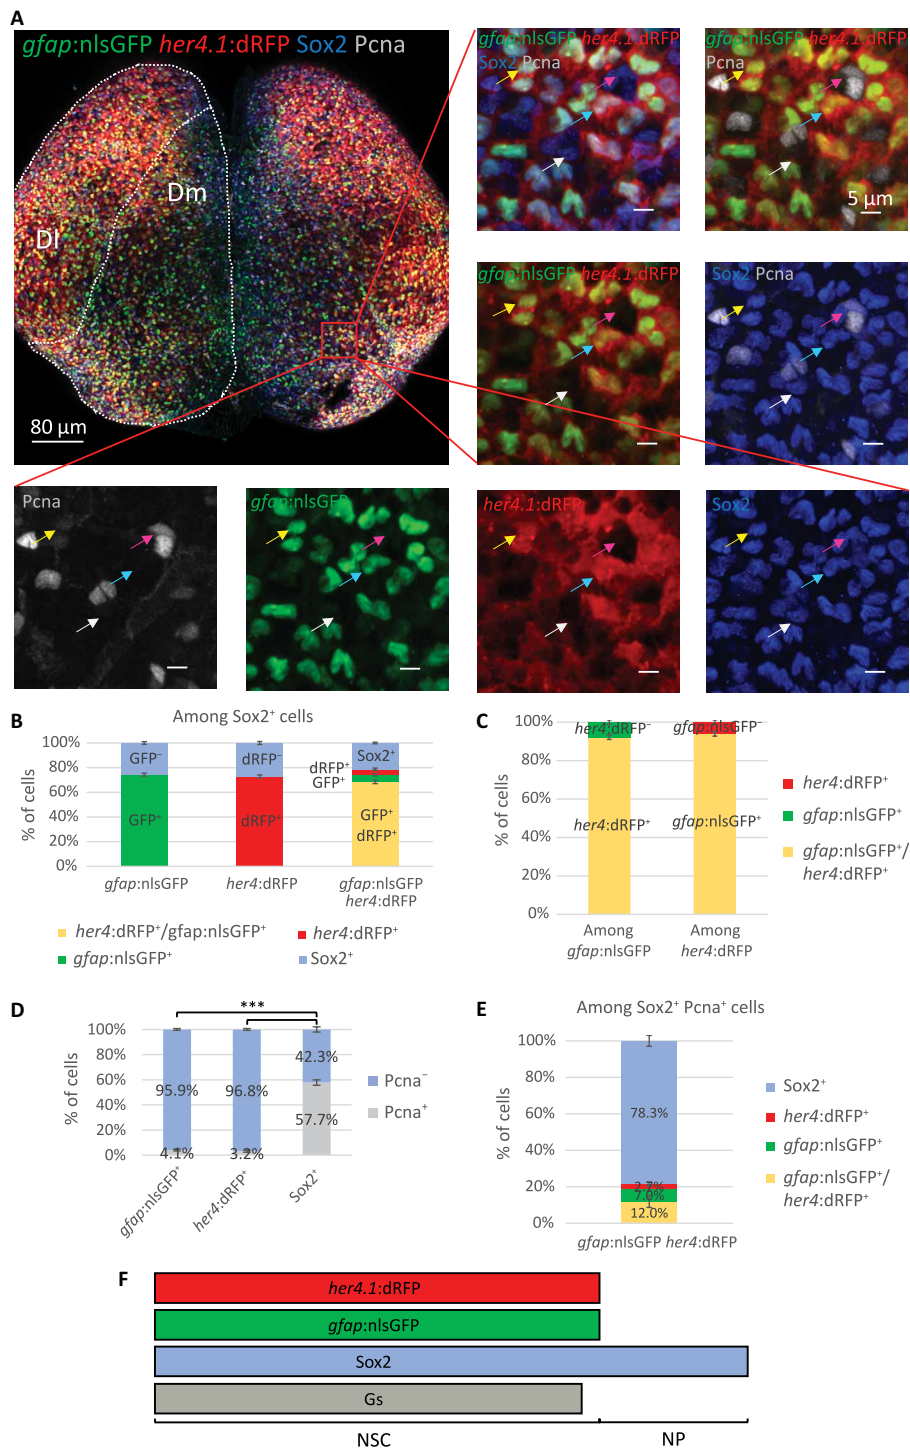 A
gfap:nlsGFP her4.1:dRFP Sox2 Pcna
Dm
Dl
80 µm
gfap:nlsGFP her4.1:dRFP
Sox2 Pcna
gfap:nlsGFP her4.1:dRFP
Pcna
5 µm
gfap:nlsGFP her4.1:dRFP
Sox2 Pcna
Pcna
gfap:nlsGFP
her4.1:dRFP
Sox2
B
Among Sox2⁺ cells
% of cells
100%
80%
60%
40%
20%
0%
GFP⁻
GFP⁺
dRFP⁻
dRFP⁺
Sox2⁺
dRFP⁺
GFP⁺
GFP⁺
dRFP⁺
gfap:nlsGFP
her4:dRFP
gfap:nlsGFP
her4:dRFP
her4:dRFP⁺/gfap:nlsGFP⁺
her4:dRFP⁺
gfap:nlsGFP⁺
Sox2⁺
C
% of cells
100%
80%
60%
40%
20%
0%
her4:dRFP⁻
gfap:nlsGFP⁻
her4:dRFP⁺
gfap:nlsGFP⁺
Among
gfap:nlsGFP
Among
her4:dRFP
her4:dRFP⁺
gfap:nlsGFP⁺
gfap:nlsGFP⁺/
her4:dRFP⁺
D
***
% of cells
100%
80%
60%
40%
20%
0%
95.9%
4.1%
96.8%
3.2%
42.3%
57.7%
gfap:nlsGFP⁺
her4:dRFP⁺
Sox2⁺
Pcna⁻
Pcna⁺
E
Among Sox2⁺ Pcna⁺ cells
% of cells
100%
80%
60%
40%
20%
0%
78.3%
2.7%
7.0%
12.0%
gfap:nlsGFP her4:dRFP
Sox2⁺
her4:dRFP⁺
gfap:nlsGFP⁺
gfap:nlsGFP⁺/
her4:dRFP⁺
F
her4.1:dRFP
gfap:nlsGFP
Sox2
Gs
NSC
NP